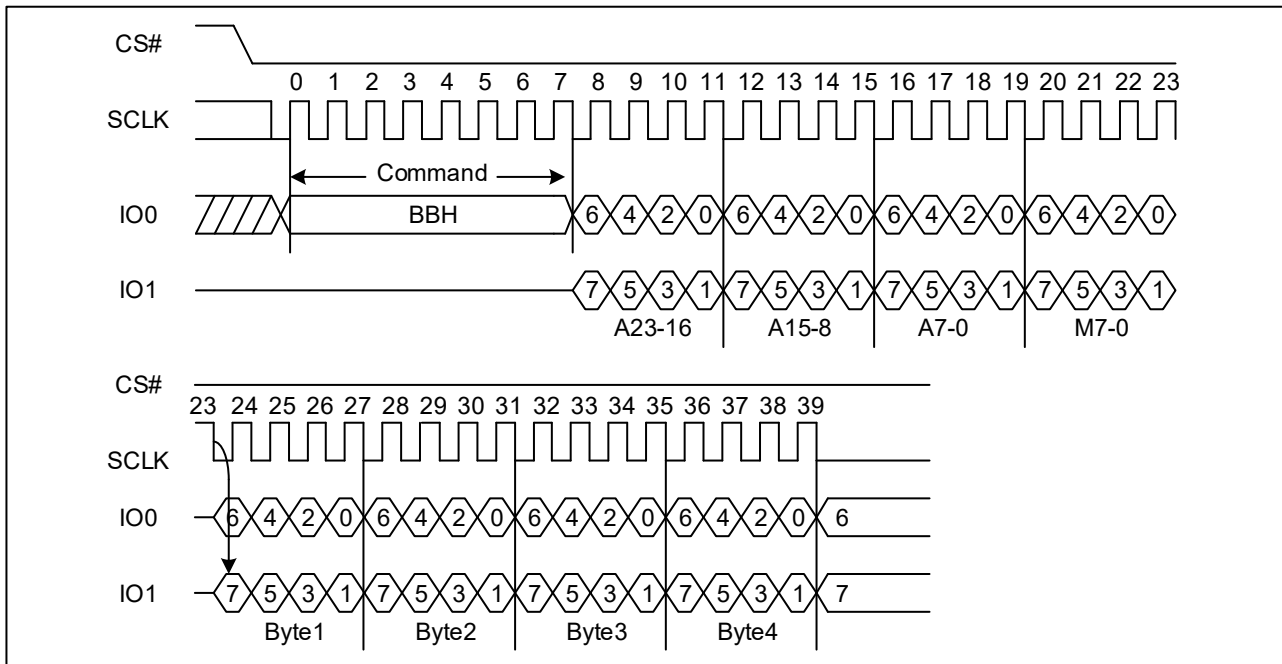 CS#
0 1 2 3 4 5 6 7 8 9 10 11 12 13 14 15 16 17 18 19 20 21 22 23
SCLK
Command
IO0 BBH 6 4 2 0 6 4 2 0 6 4 2 0 6 4 2 0
IO1 7 5 3 1 7 5 3 1 7 5 3 1 7 5 3 1
A23-16 A15-8 A7-0 M7-0
CS#
23 24 25 26 27 28 29 30 31 32 33 34 35 36 37 38 39
SCLK
IO0 6 4 2 0 6 4 2 0 6 4 2 0 6 4 2 0 6
IO1 7 5 3 1 7 5 3 1 7 5 3 1 7 5 3 1 7
Byte1 Byte2 Byte3 Byte4